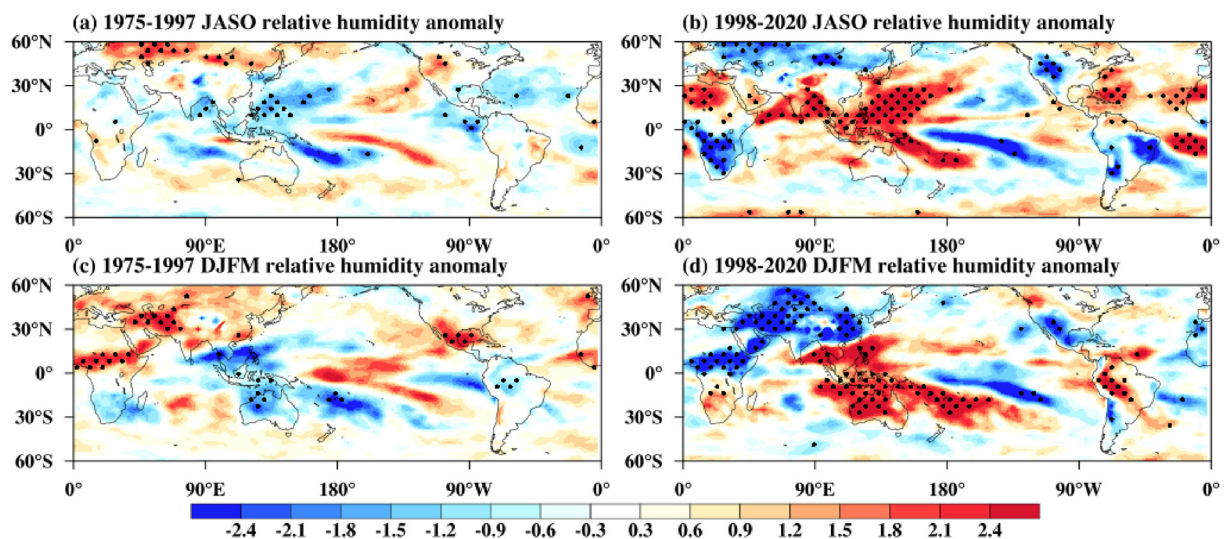 (a) 1975-1997 JASO relative humidity anomaly
(b) 1998-2020 JASO relative humidity anomaly
60°N 60°N
30°N 30°N
0° 0°
30°S 30°S
60°S 60°S
0° 90°E 180° 90°W 0° 0° 90°E 180° 90°W 0°
(c) 1975-1997 DJFM relative humidity anomaly
(d) 1998-2020 DJFM relative humidity anomaly
60°N 60°N
30°N 30°N
0° 0°
30°S 30°S
60°S 60°S
0° 90°E 180° 90°W 0° 0° 90°E 180° 90°W 0°
-2.4 -2.1 -1.8 -1.5 -1.2 -0.9 -0.6 -0.3 0.3 0.6 0.9 1.2 1.5 1.8 2.1 2.4